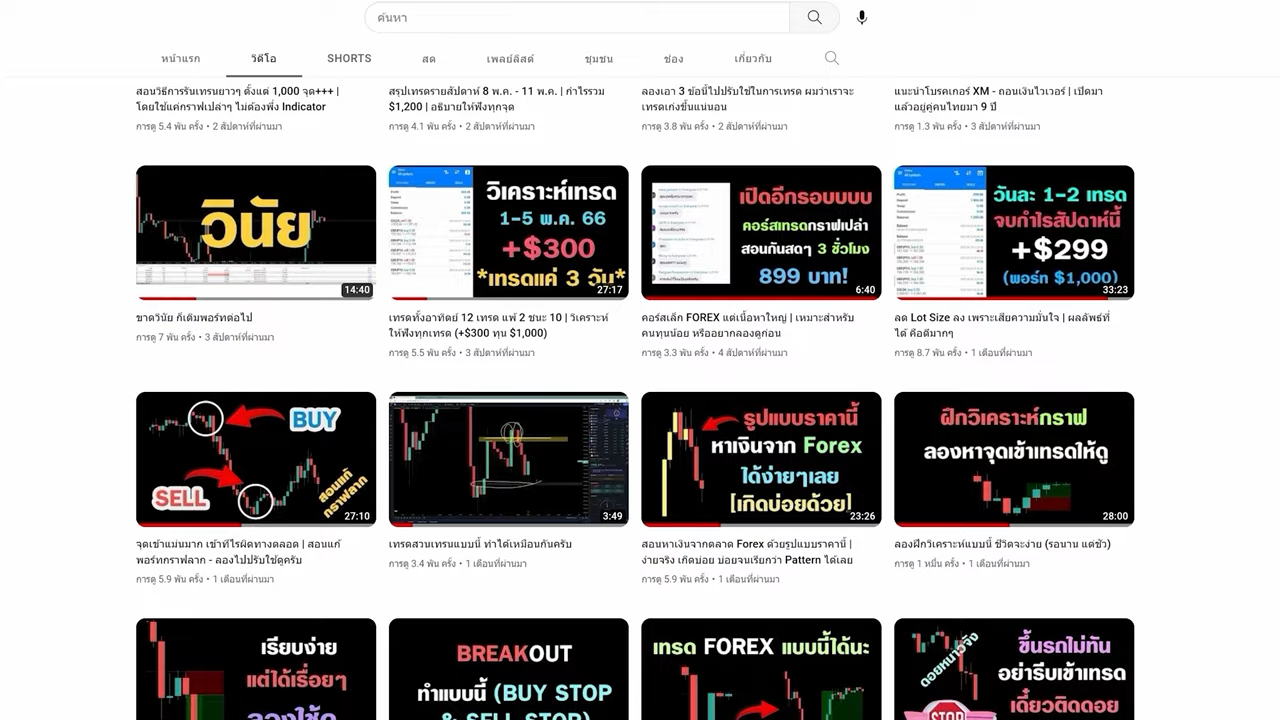 ค้นหา
หน้าแรก
วิดีโอ
SHORTS
สด
เพลย์ลิสต์
ชุมชน
ช่อง
เกี่ยวกับ
สอนวิธีการรันเทรนยาวๆ ตั้งแต่ 1,000 จุด+++ |
โดยใช้แค่กราฟเปล่าๆ ไม่ต้องพึ่ง Indicator
การดู 5.4 พัน ครั้ง • 2 สัปดาห์ที่ผ่านมา
สรุปเทรดรายสัปดาห์ 8 พ.ค. - 11 พ.ค. | กำไรรวม
$1,200 | อธิบายให้ฟังทุกจุด
การดู 4.1 พัน ครั้ง • 2 สัปดาห์ที่ผ่านมา
ลองเอา 3 ข้อนี้ไปปรับใช้ในการเทรด ผมว่าเราจะ
เทรดเก่งขึ้นแน่นอน
การดู 3.8 พัน ครั้ง • 2 สัปดาห์ที่ผ่านมา
แนะนำโบรคเกอร์ XM - ถอนเงินไวเวอร์ | เปิดมา
แล้วอยู่คู่คนไทยมา 9 ปี
การดู 1.3 พัน ครั้ง • 3 สัปดาห์ที่ผ่านมา
วินัย
14:40
ขาดวินัย ก็เติมพอร์ทต่อไป
การดู 7 พัน ครั้ง • 3 สัปดาห์ที่ผ่านมา
วิเคราะห์เทรด
1-5 พ.ค. 66
+$300
*เทรดแค่ 3 วัน*
27:17
เทรดทั้งอาทิตย์ 12 เทรด แพ้ 2 ชนะ 10 | วิเคราะห์
ให้ฟังทุกเทรด (+$300 ทุน $1,000)
การดู 5.5 พัน ครั้ง • 3 สัปดาห์ที่ผ่านมา
เปิดอีกรอบบบบ
คอร์สเทรดกราฟเปล่า
สอนกันสดๆ 3 ชั่วโมง
899 บาท!
6:40
คอร์สเล็ก FOREX แต่เนื้อหาใหญ่ | เหมาะสำหรับ
คนทุนน้อย หรืออยากลองดูก่อน
การดู 3.3 พัน ครั้ง • 4 สัปดาห์ที่ผ่านมา
วันละ 1-2 เทรด
จบกำไรสัปดาห์นี้
+$299
(พอร์ท $1,000)
33:23
ลด Lot Size ลง เพราะเสียความมั่นใจ | ผลลัพธ์ที่
ได้ คือดีมากๆ
การดู 8.7 พัน ครั้ง • 1 เดือนที่ผ่านมา
BUY
SELL
สอนแก้
กราฟลาก
27:10
จุดเข้าแม่นมาก เข้าทีไรผิดทางตลอด | สอนแก้
พอร์ทกราฟลาก - ลองไปปรับใช้ดูครับ
การดู 5.9 พัน ครั้ง • 1 เดือนที่ผ่านมา
3:49
เทรดสวนเทรนแบบนี้ ทำได้เหมือนกันครับ
การดู 3.4 พัน ครั้ง • 1 เดือนที่ผ่านมา
รูปแบบราคานี้
หาเงินจาก Forex
ได้ง่ายๆเลย
[เกิดบ่อยด้วย]
23:26
สอนหาเงินจากตลาด Forex ด้วยรูปแบบราคานี้ |
ง่ายจริง เกิดบ่อย บ่อยจนเรียกว่า Pattern ได้เลย
การดู 5.9 พัน ครั้ง • 1 เดือนที่ผ่านมา
ฝึกวิเคราะห์กราฟ
ลองหาจุดเข้าเทรดให้ดู
28:00
ลองฝึกวิเคราะห์แบบนี้ ชีวิตจะง่าย (รอนาน แต่ชัว)
การดู 1 หมื่น ครั้ง • 1 เดือนที่ผ่านมา
เรียบง่าย
แต่ได้เรื่อยๆ
ลองใช้ดู
BREAKOUT
ทำแบบนี้ (BUY STOP
& SELL STOP)
เทรด FOREX แบบนี้ได้นะ
ดอยหนาวจัง
ขึ้นรถไม่ทัน
อย่ารีบเข้าเทรด
เดี๋ยวติดดอย
STOP